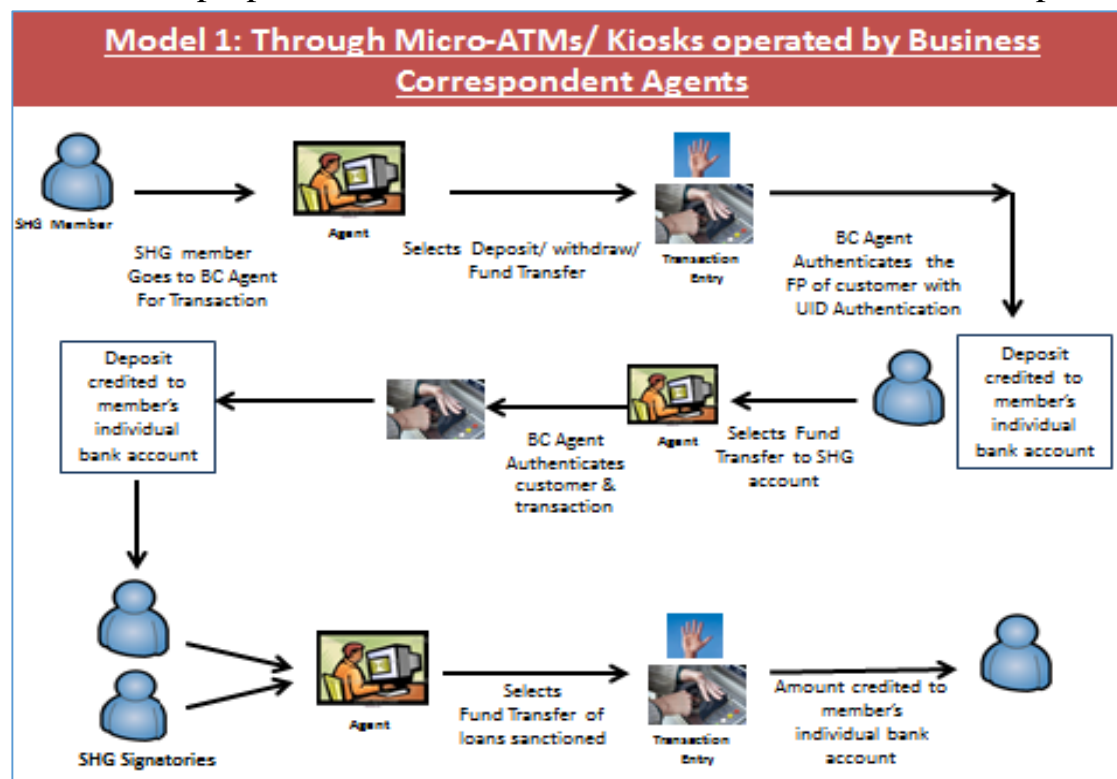 Model 1: Through Micro-ATMs/ Kiosks operated by Business
Correspondent Agents
SHG Member
SHG member
Goes to BC Agent
For Transaction
Agent
Selects Deposit/ withdraw/
Fund Transfer
Transaction
Entry
BC Agent
Authenticates the
FP of customer with
UID Authentication
Deposit
credited to
member's
individual
bank account
Selects Fund
Transfer to SHG
account
Agent
BC Agent
Authenticates
customer &
transaction
Deposit
credited to
member's
individual
bank account
SHG Signatories
Agent
Selects
Fund Transfer of
loans sanctioned
Transaction
Entry
Amount credited to
member's
individual bank
account